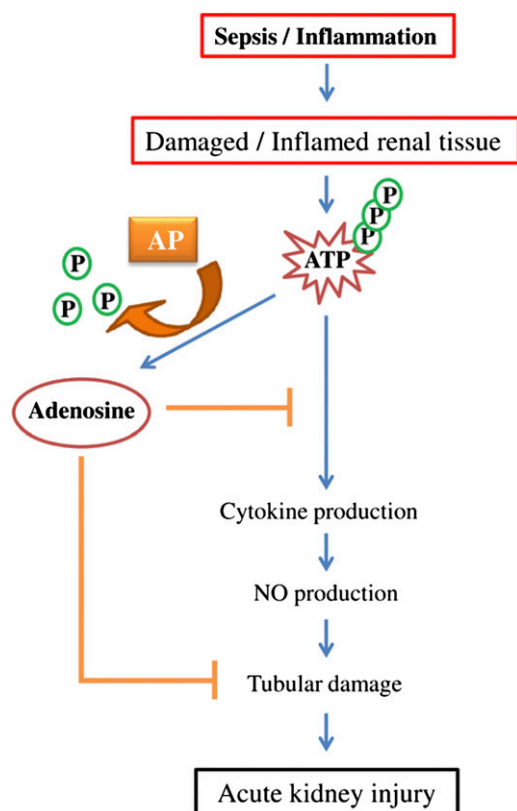 Sepsis / Inflammation
Damaged / Inflamed renal tissue
P
P
P
ATP
AP
P
P
P
Adenosine
Cytokine production
NO production
Tubular damage
Acute kidney injury